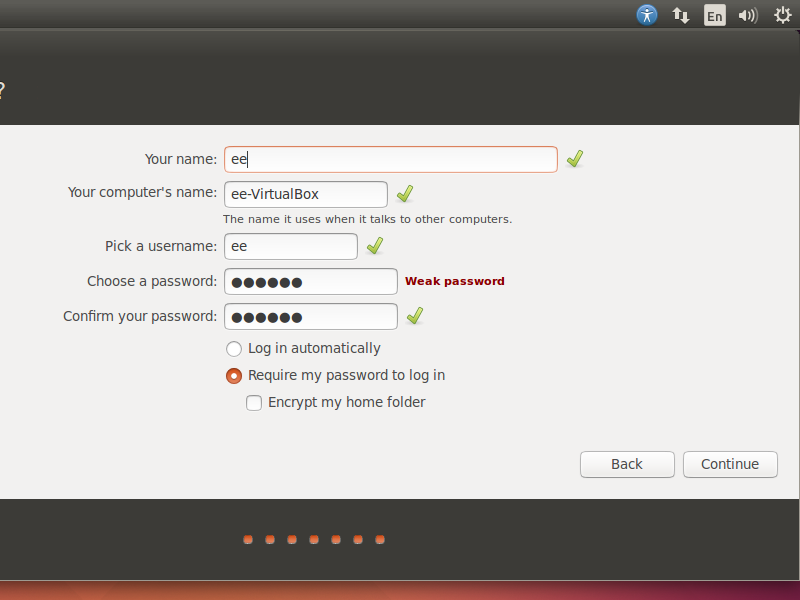 En
?
Your name: ee
Your computer's name: ee-VirtualBox
The name it uses when it talks to other computers.
Pick a username: ee
Choose a password: ●●●●●● Weak password
Confirm your password: ●●●●●●
Log in automatically
Require my password to log in
Encrypt my home folder
Back Continue